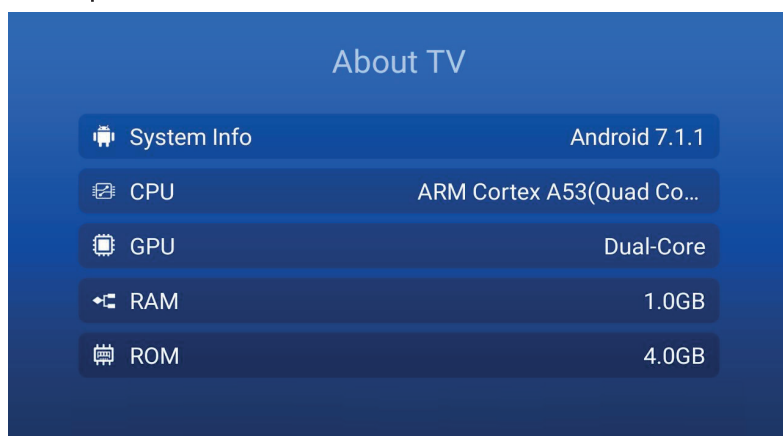 About TV
System Info Android 7.1.1
CPU ARM Cortex A53(Quad Co...
GPU Dual-Core
RAM 1.0GB
ROM 4.0GB